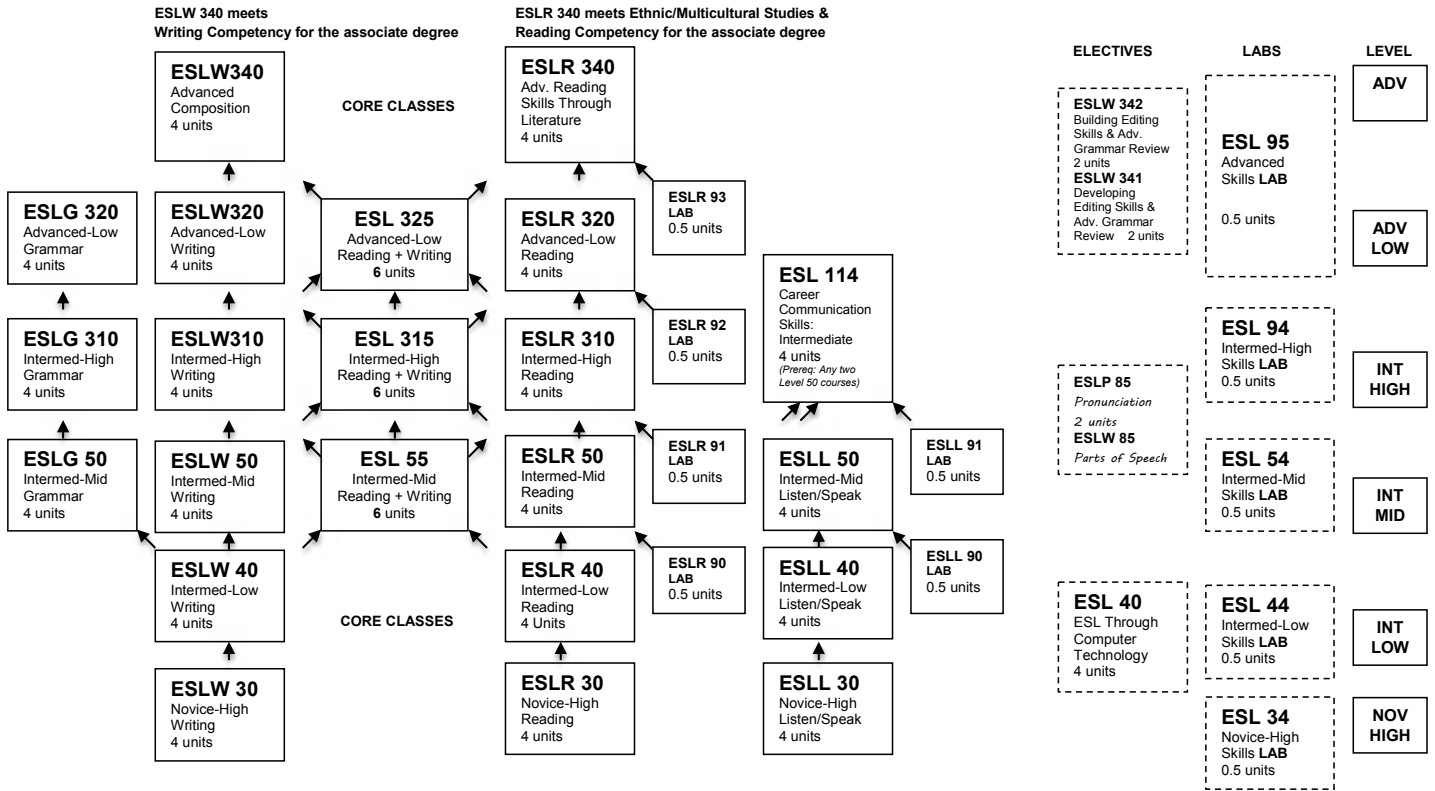 ESLW 340 meets
Writing Competency for the associate degree
ESLR 340 meets Ethnic/Multicultural Studies &
Reading Competency for the associate degree
ESLW340
Advanced
Composition
4 units
CORE CLASSES
ESLR 340
Adv. Reading
Skills Through
Literature
4 units
ESLR 93
LAB
0.5 units
ESLG 320
Advanced-Low
Grammar
4 units
ESLW320
Advanced-Low
Writing
4 units
ESL 325
Advanced-Low
Reading + Writing
6 units
ESLR 320
Advanced-Low
Reading
4 units
ESL 114
Career
Communication
Skills:
Intermediate
4 units
(Prereq: Any two
Level 50 courses)
ESLR 92
LAB
0.5 units
ESLG 310
Intermed-High
Grammar
4 units
ESLW310
Intermed-High
Writing
4 units
ESL 315
Intermed-High
Reading + Writing
6 units
ESLR 310
Intermed-High
Reading
4 units
ESLR 91
LAB
0.5 units
ESLL 91
LAB
0.5 units
ESLG 50
Intermed-Mid
Grammar
4 units
ESLW 50
Intermed-Mid
Writing
4 units
ESL 55
Intermed-Mid
Reading + Writing
6 units
ESLR 50
Intermed-Mid
Reading
4 units
ESLL 50
Intermed-Mid
Listen/Speak
4 units
ESLR 90
LAB
0.5 units
ESLL 90
LAB
0.5 units
ESLW 40
Intermed-Low
Writing
4 units
CORE CLASSES
ESLR 40
Intermed-Low
Reading
4 Units
ESLL 40
Intermed-Low
Listen/Speak
4 units
ESLW 30
Novice-High
Writing
4 units
ESLR 30
Novice-High
Reading
4 units
ESLL 30
Novice-High
Listen/Speak
4 units
ELECTIVES
ESLW 342
Building Editing
Skills & Adv.
Grammar Review
2 units
ESLW 341
Developing
Editing Skills &
Adv. Grammar
Review 2 units
ESLP 85
Pronunciation
2 units
ESLW 85
Parts of Speech
ESL 40
ESL Through
Computer
Technology
4 units
LABS
ESL 95
Advanced
Skills LAB
0.5 units
ESL 94
Intermed-High
Skills LAB
0.5 units
ESL 54
Intermed-Mid
Skills LAB
0.5 units
ESL 44
Intermed-Low
Skills LAB
0.5 units
ESL 34
Novice-High
Skills LAB
0.5 units
LEVEL
ADV
ADV
LOW
INT
HIGH
INT
MID
INT
LOW
NOV
HIGH